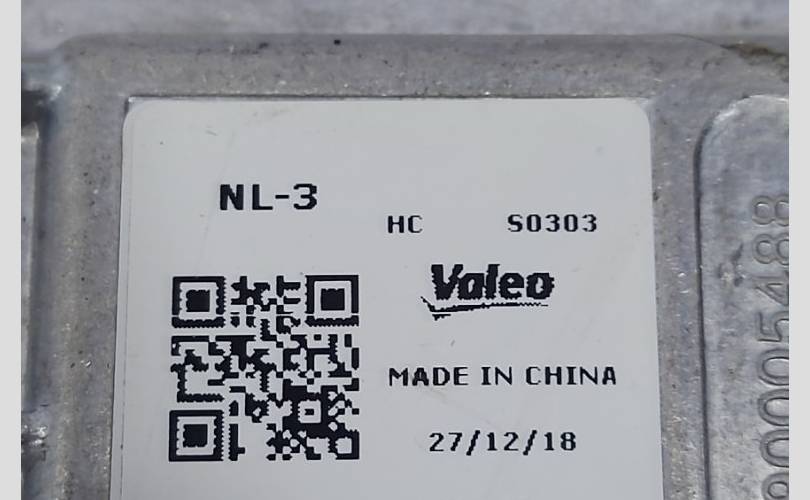 NL-3
HC S0303
Valeo
MADE IN CHINA
27/12/18